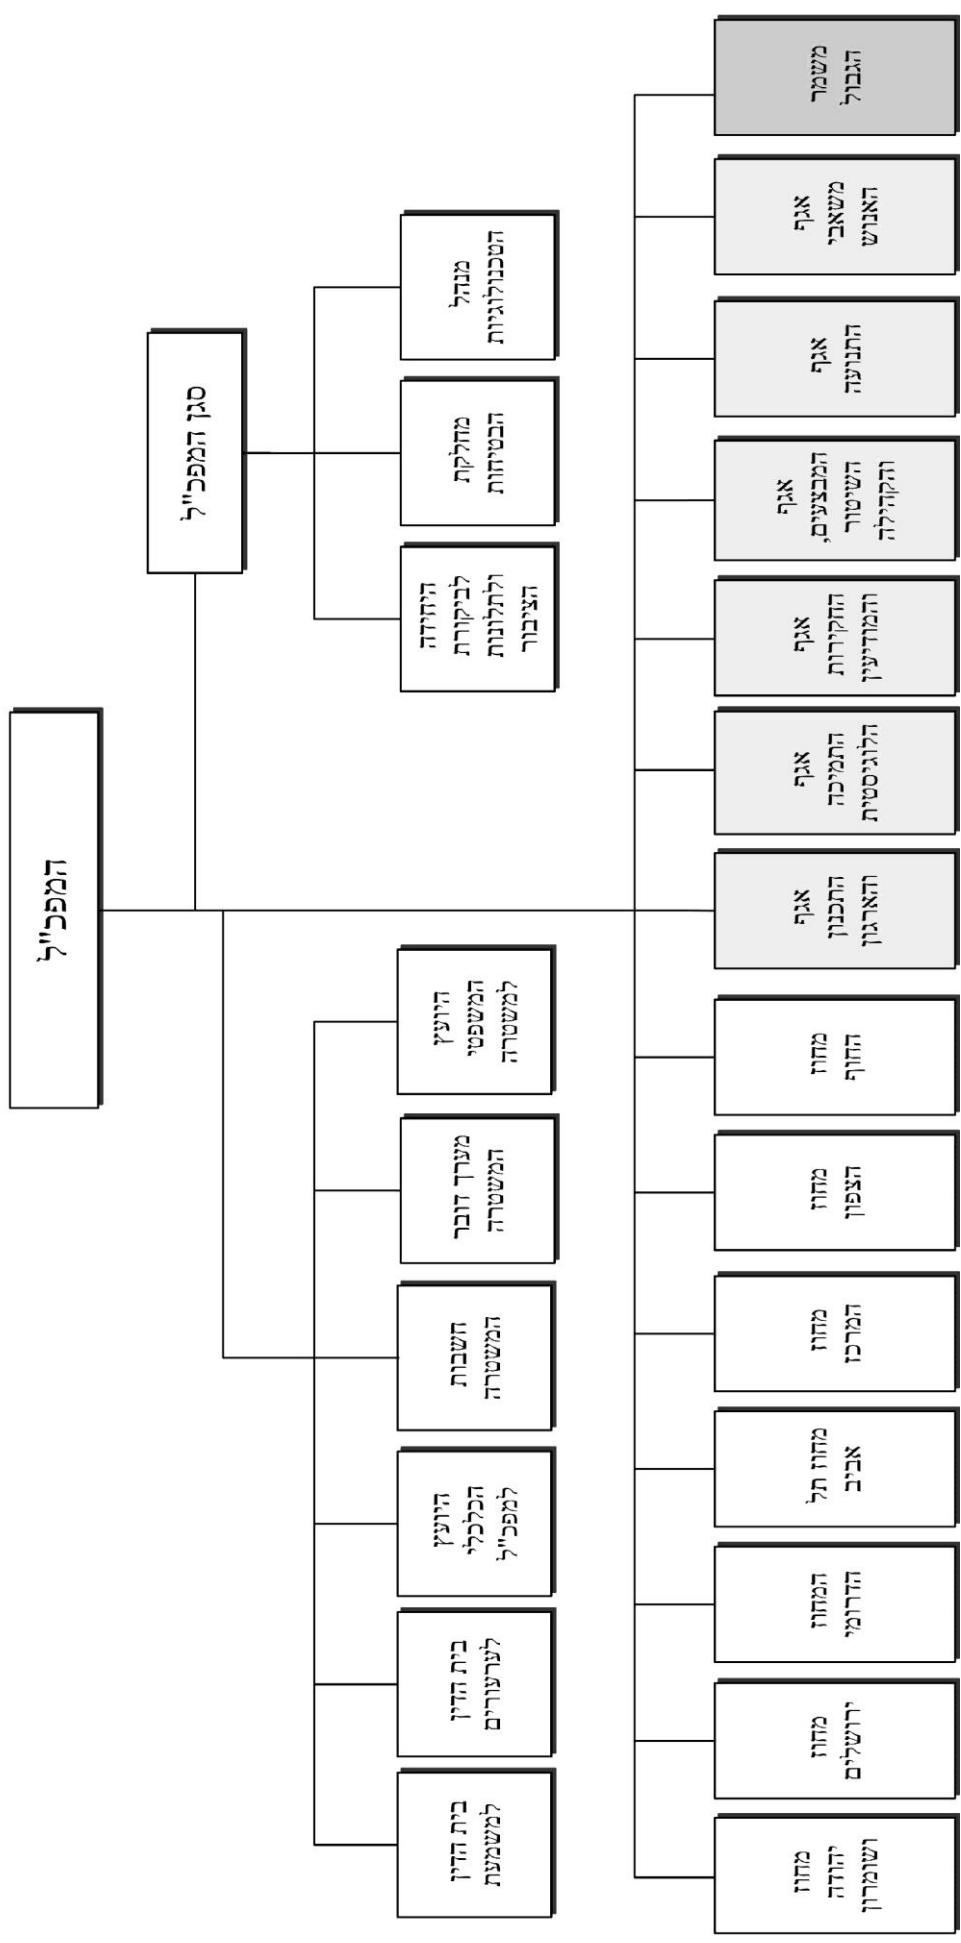 המפכ"ל
סגן המפכ"ל
מנהל
הטכנולוגיות
מחלקת
הבטיחות
היחידה
לביקורת
ולתלונות
הציבור
היועץ
המשפטי
למשטרה
מערך דובר
המשטרה
חשבות
המשטרה
היועץ
הכלכלי
למפכ"ל
בית הדין
לערעורים
בית הדין
למשמעת
משמר
הגבול
אגף
משאבי
האנוש
אגף
התנועה
אגף
המבצעים,
השיטור
והקהילה
אגף
החקירות
והמודיעין
אגף
התמיכה
הלוגיסטית
אגף
התכנון
והארגון
מחוז
החוף
מחוז
הצפון
מחוז
המרכז
מחוז תל
אביב
המחוז
הדרומי
מחוז
ירושלים
מחוז
יהודה
ושומרון